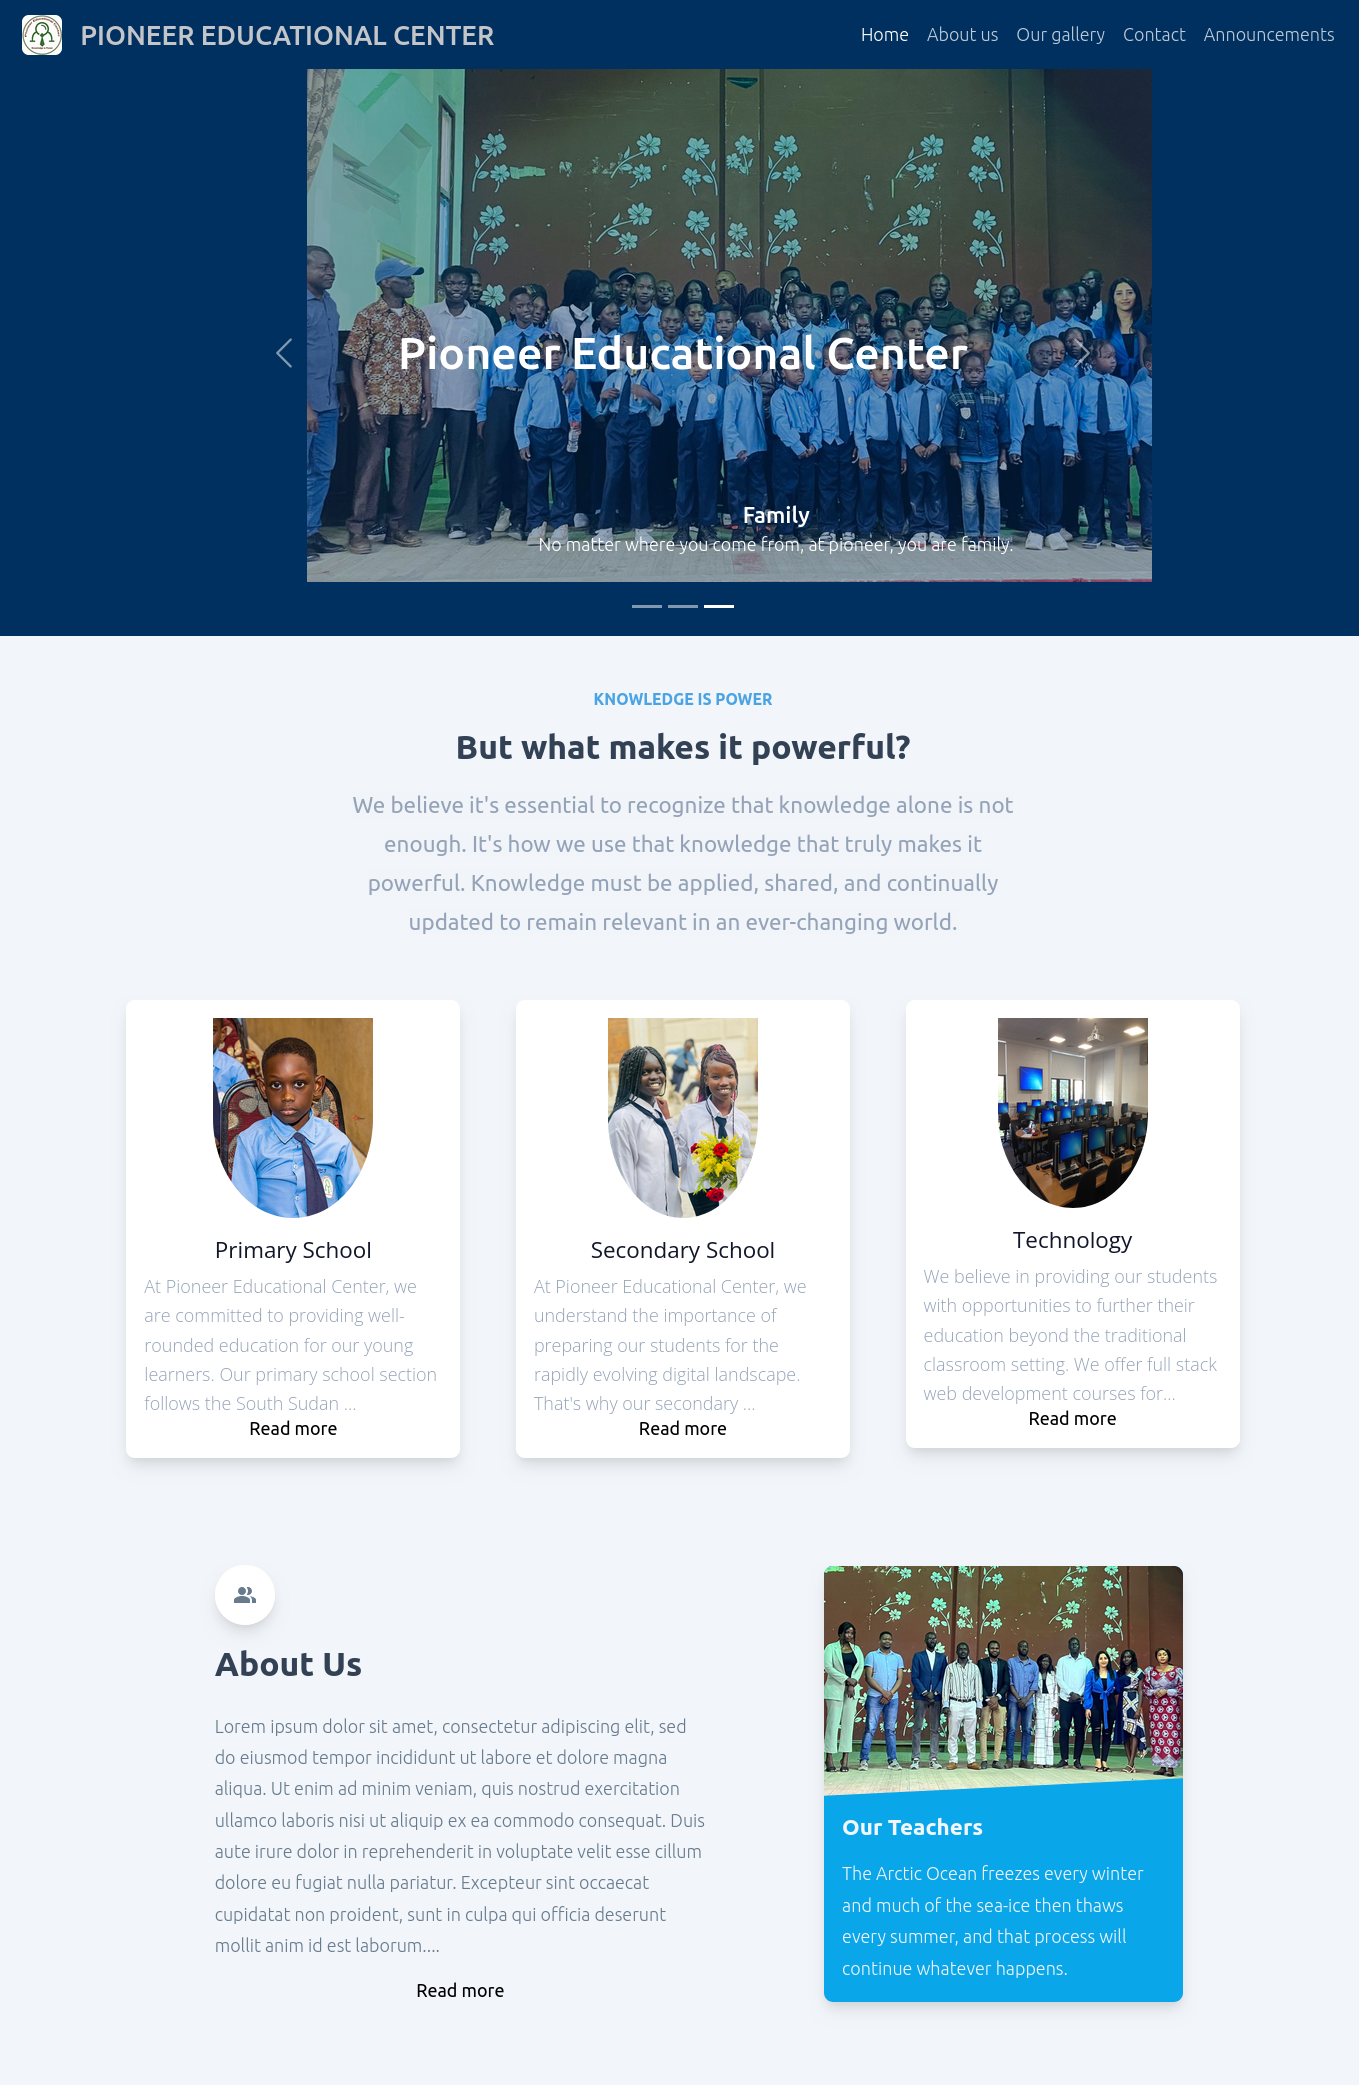 PIONEER EDUCATIONAL CENTER
Home About us Our gallery Contact Announcements
Pioneer Educational Center
Family
No matter where you come from, at pioneer, you are family.
KNOWLEDGE IS POWER
But what makes it powerful?
We believe it's essential to recognize that knowledge alone is not
enough. It's how we use that knowledge that truly makes it
powerful. Knowledge must be applied, shared, and continually
updated to remain relevant in an ever-changing world.
Primary School
At Pioneer Educational Center, we
are committed to providing well-
rounded education for our young
learners. Our primary school section
follows the South Sudan ...
Read more
Secondary School
At Pioneer Educational Center, we
understand the importance of
preparing our students for the
rapidly evolving digital landscape.
That's why our secondary ...
Read more
Technology
We believe in providing our students
with opportunities to further their
education beyond the traditional
classroom setting. We offer full stack
web development courses for...
Read more
About Us
Lorem ipsum dolor sit amet, consectetur adipiscing elit, sed
do eiusmod tempor incididunt ut labore et dolore magna
aliqua. Ut enim ad minim veniam, quis nostrud exercitation
ullamco laboris nisi ut aliquip ex ea commodo consequat. Duis
aute irure dolor in reprehenderit in voluptate velit esse cillum
dolore eu fugiat nulla pariatur. Excepteur sint occaecat
cupidatat non proident, sunt in culpa qui officia deserunt
mollit anim id est laborum....
Read more
Our Teachers
The Arctic Ocean freezes every winter
and much of the sea-ice then thaws
every summer, and that process will
continue whatever happens.